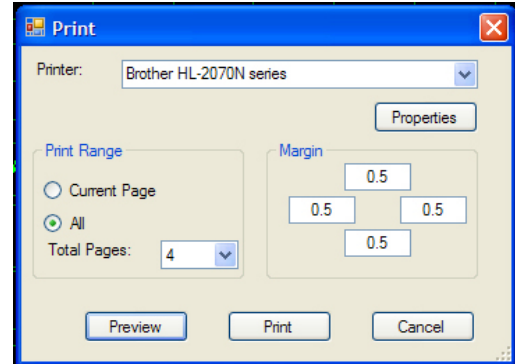 Print
Printer: Brother HL-2070N series
Properties
Print Range
Current Page
All
Total Pages: 4
Margin
0.5
0.5 0.5
0.5
Preview Print Cancel